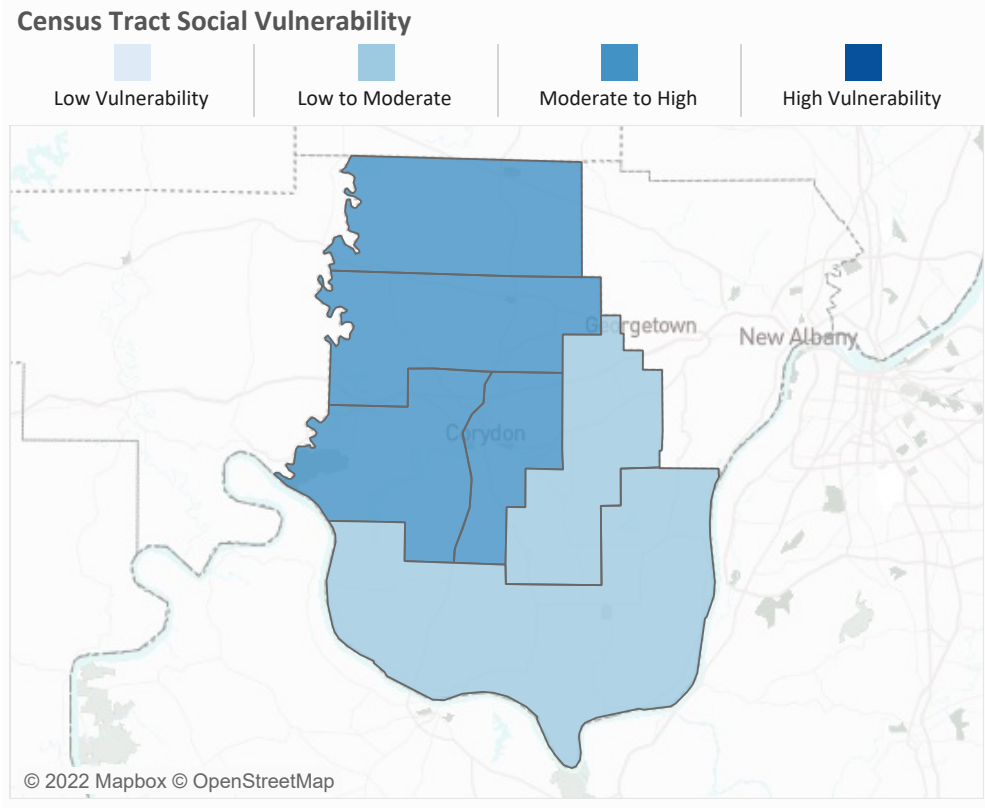 Census Tract Social Vulnerability
Low Vulnerability
Low to Moderate
Moderate to High
High Vulnerability
Georgetown
New Albany
Corydon
© 2022 Mapbox © OpenStreetMap